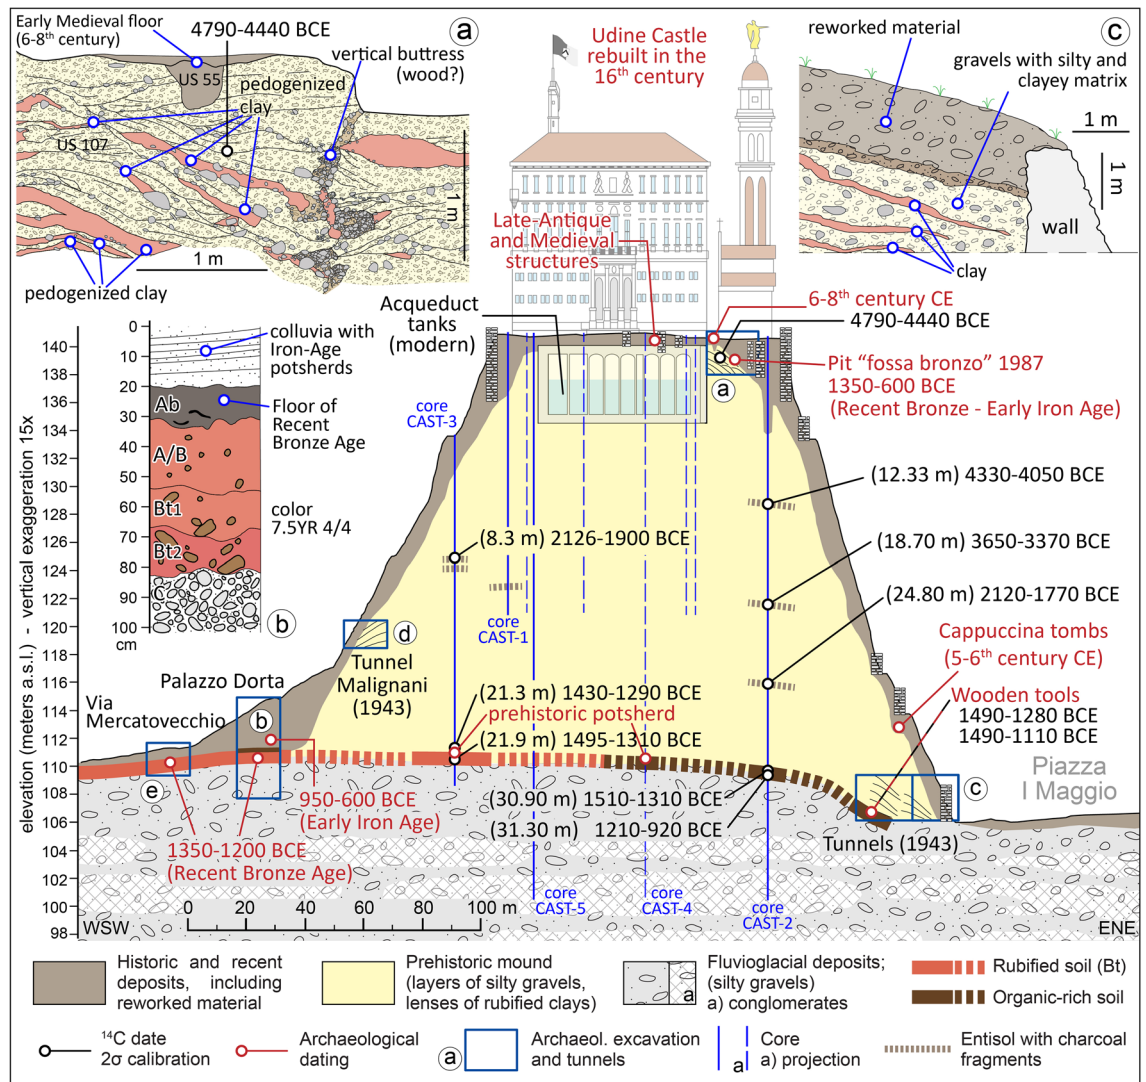 Early Medieval floor
(6-8th century)
4790-4440 BCE
a
US 55
pedogenized
clay
vertical buttress
(wood?)
US 107
1 m
1 m
pedogenized clay
Udine Castle
rebuilt in the
16th century
reworked material
c
gravels with silty and
clayey matrix
1 m
1 m
wall
clay
Late-Antique
and Medieval
structures
Acqueduct
tanks
(modern)
6-8th century CE
4790-4440 BCE
Pit “fossa bronzo” 1987
1350-600 BCE
(Recent Bronze - Early Iron Age)
a
0
10
20
30
40
50
60
70
80
90
100
cm
Ab
A/B
Bt1
Bt2
C
colluvia with
Iron-Age
potsherds
Floor of
Recent
Bronze Age
color
7.5YR 4/4
b
elevation (meters a.s.l.) - vertical exaggeration 15x
140
138
136
134
132
130
128
126
124
122
120
118
116
114
112
110
108
106
104
102
100
98
core
CAST-3
(12.33 m) 4330-4050 BCE
(8.3 m) 2126-1900 BCE
(18.70 m) 3650-3370 BCE
(24.80 m) 2120-1770 BCE
core
CAST-1
d
Tunnel
Malignani
(1943)
Cappuccina tombs
(5-6th century CE)
Wooden tools
1490-1280 BCE
1490-1110 BCE
Palazzo Dorta
Via
Mercatovecchio
b
(21.3 m) 1430-1290 BCE
prehistoric potsherd
(21.9 m) 1495-1310 BCE
Piazza
I Maggio
e
c
950-600 BCE
(Early Iron Age)
(30.90 m) 1510-1310 BCE
(31.30 m) 1210-920 BCE
Tunnels (1943)
1350-1200 BCE
(Recent Bronze Age)
core
CAST-5
core
CAST-4
core
CAST-2
0 20 40 60 80 100 m
WSW
ENE
Historic and recent
deposits, including
reworked material
Prehistoric mound
(layers of silty gravels,
lenses of rubified clays)
a
Fluvioglacial deposits;
(silty gravels)
a) conglomerates
Rubified soil (Bt)
Organic-rich soil
14C date
2σ calibration
Archaeological
dating
a
Archaeol. excavation
and tunnels
a
Core
a) projection
Entisol with charcoal
fragments